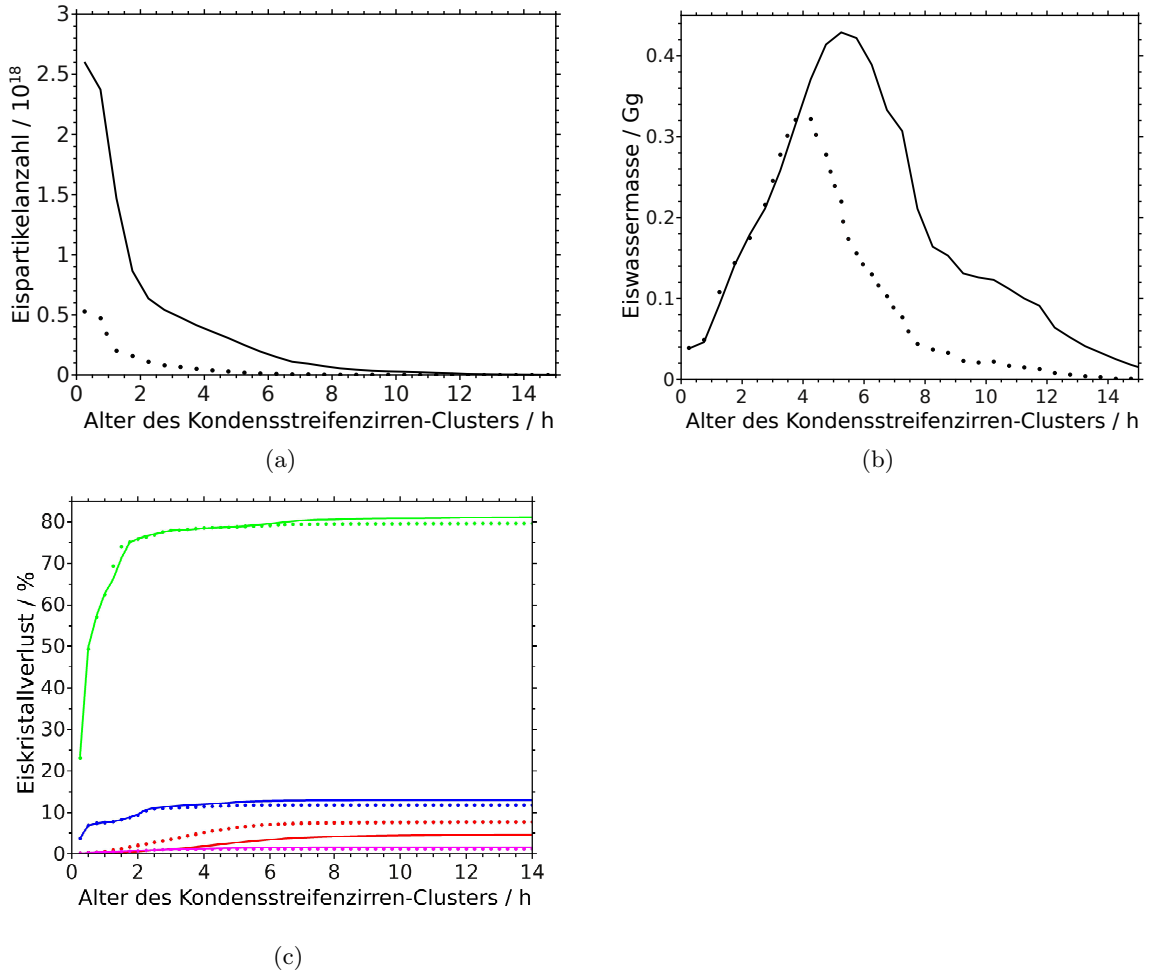 3
2.5
2
1.5
1
0.5
0
Eispartikelanzahl / 10¹⁸
0 2 4 6 8 10 12 14
Alter des Kondensstreifenzirren-Clusters / h
(a)
0.4
0.3
0.2
0.1
0
Eiswassermasse / Gg
0 2 4 6 8 10 12 14
Alter des Kondensstreifenzirren-Clusters / h
(b)
80
70
60
50
40
30
20
10
0
Eiskristallverlust / %
0 2 4 6 8 10 12 14
Alter des Kondensstreifenzirren-Clusters / h
(c)